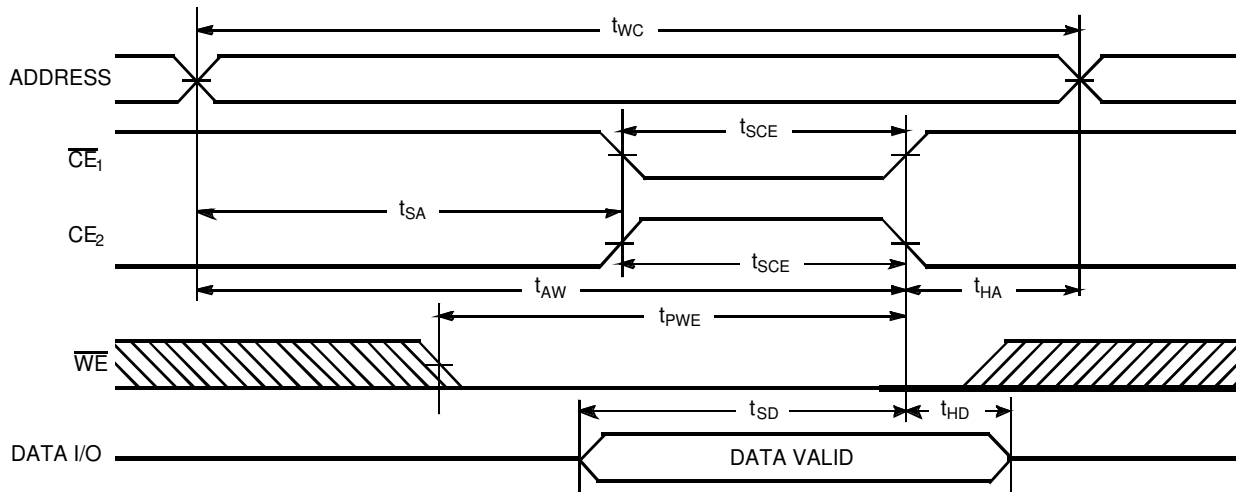 tWC
ADDRESS
tSCE
CE1
tSA
CE2
tSCE
tAW
tHA
tPWE
WE
tSD
tHD
DATA I/O
DATA VALID